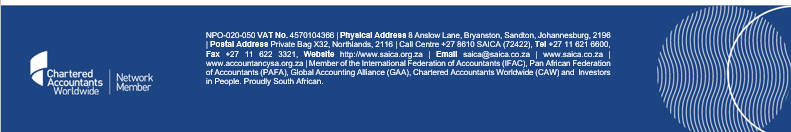 NPO-020-050 VAT No. 4570104366 | Physical Address 8 Anslow Lane, Bryanston, Sandton, Johannesburg, 2196
| Postal Address Private Bag X32, Northlands, 2116 | Call Centre +27 8610 SAICA (72422), Tel +27 11 621 6600,
Fax +27 11 622 3321, Website http://www.saica.org.za | Email saica@saica.co.za | www.saica.co.za |
www.accountancysa.org.za | Member of the International Federation of Accountants (IFAC), Pan African Federation
of Accountants (PAFA), Global Accounting Alliance (GAA), Chartered Accountants Worldwide (CAW) and Investors
in People. Proudly South African.
Chartered
Accountants
Worldwide
Network
Member